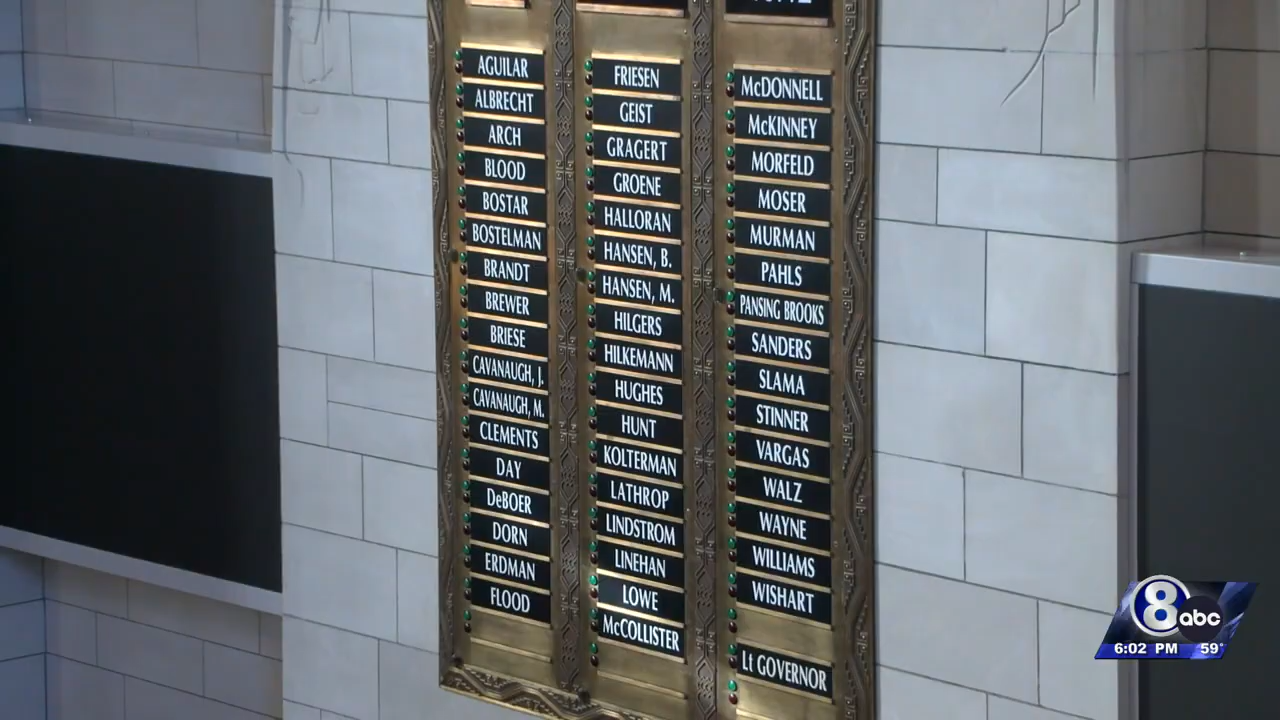 AGUILAR
ALBRECHT
ARCH
BLOOD
BOSTAR
BOSTELMAN
BRANDT
BREWER
BRIESE
CAVANAUGH, J.
CAVANAUGH, M.
CLEMENTS
DAY
DeBOER
DORN
ERDMAN
FLOOD
FRIESEN
GEIST
GRAGERT
GROENE
HALLORAN
HANSEN, B.
HANSEN, M.
HILGERS
HILKEMANN
HUGHES
HUNT
KOLTERMAN
LATHROP
LINDSTROM
LINEHAN
LOWE
McCOLLISTER
McDONNELL
McKINNEY
MORFELD
MOSER
MURMAN
PAHLS
PANSING BROOKS
SANDERS
SLAMA
STINNER
VARGAS
WALZ
WAYNE
WILLIAMS
WISHART
Lt GOVERNOR
8 abc
6:02 PM 59°